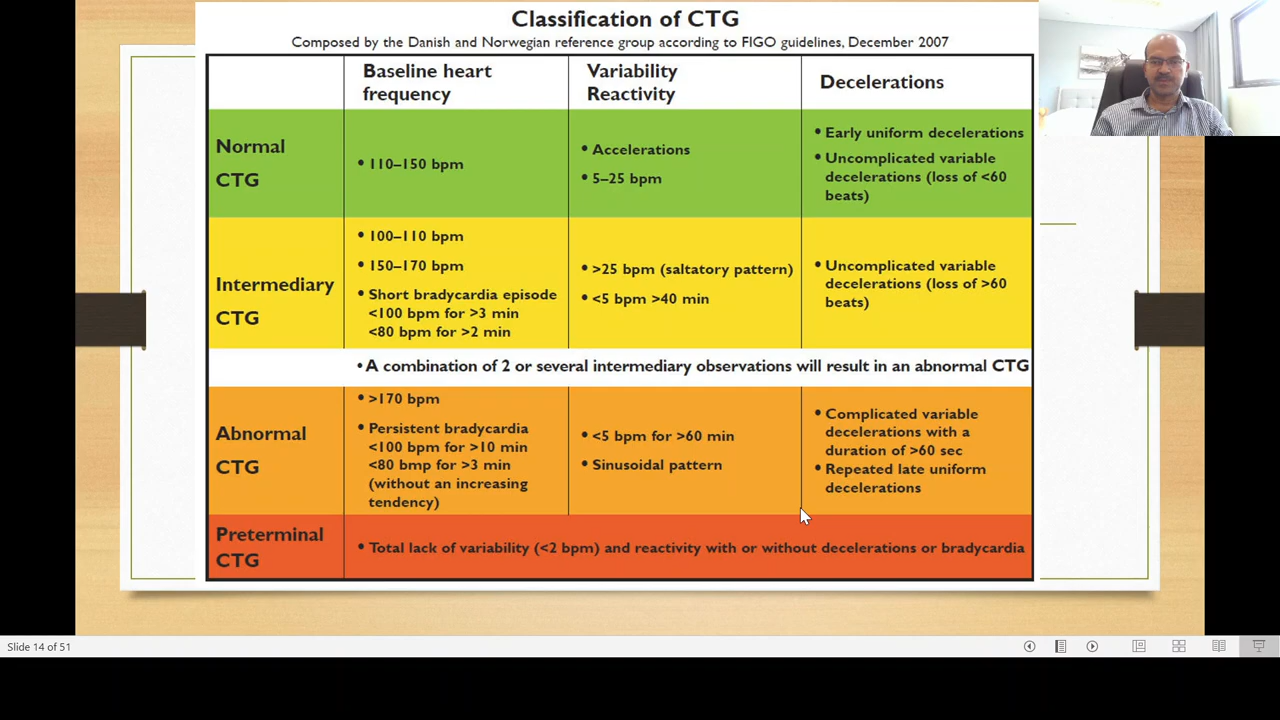 Classification of CTG
Composed by the Danish and Norwegian reference group according to FIGO guidelines, December 2007
Baseline heart
frequency
Variability
Reactivity
Decelerations
Normal
CTG
• 110–150 bpm
• Accelerations
• 5–25 bpm
• Early uniform decelerations
• Uncomplicated variable
decelerations (loss of <60
beats)
Intermediary
CTG
• 100–110 bpm
• 150–170 bpm
• Short bradycardia episode
<100 bpm for >3 min
<80 bpm for >2 min
• >25 bpm (saltatory pattern)
• <5 bpm >40 min
• Uncomplicated variable
decelerations (loss of >60
beats)
• A combination of 2 or several intermediary observations will result in an abnormal CTG
Abnormal
CTG
• >170 bpm
• Persistent bradycardia
<100 bpm for >10 min
<80 bmp for >3 min
(without an increasing
tendency)
• <5 bpm for >60 min
• Sinusoidal pattern
• Complicated variable
decelerations with a
duration of >60 sec
• Repeated late uniform
decelerations
Preterminal
CTG
• Total lack of variability (<2 bpm) and reactivity with or without decelerations or bradycardia
Slide 14 of 51